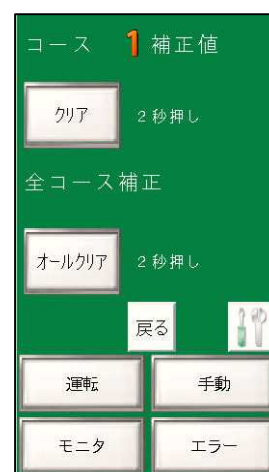 コース 1 補正値
クリア 2秒押し
全コース補正
オールクリア 2秒押し
戻る
運転 手動
モニタ エラー